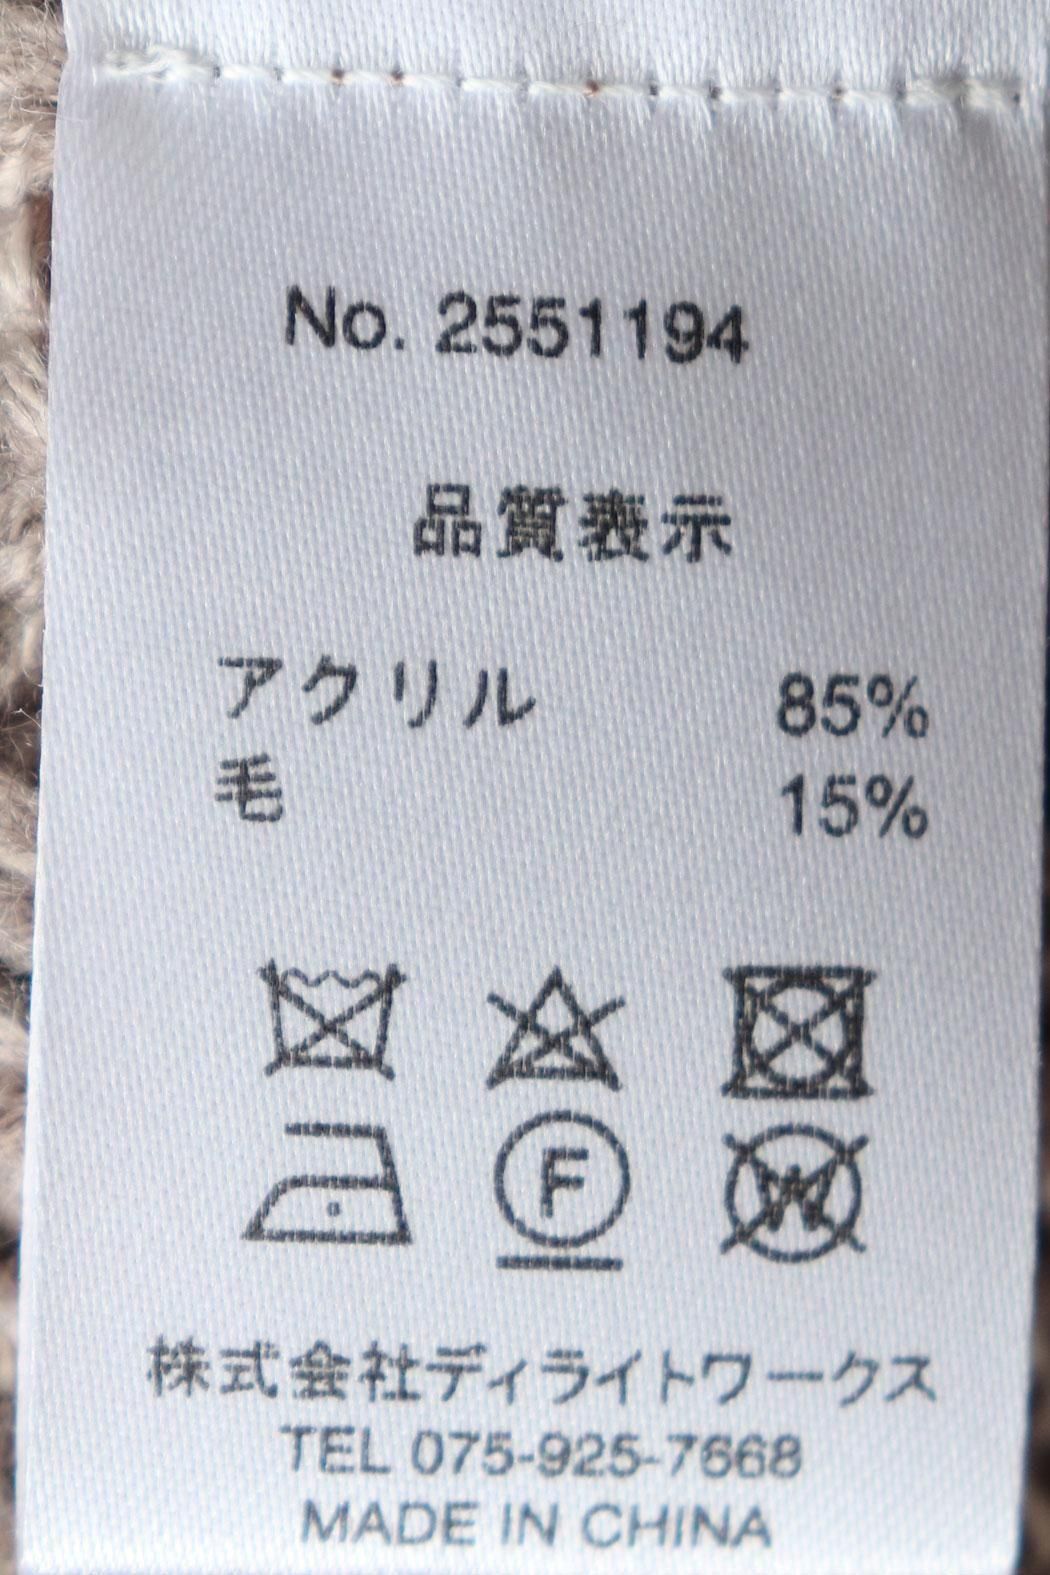 No. 2551194
品質表示
アクリル 85%
毛 15%
F W
株式会社ディライトワークス
TEL 075-925-7668
MADE IN CHINA